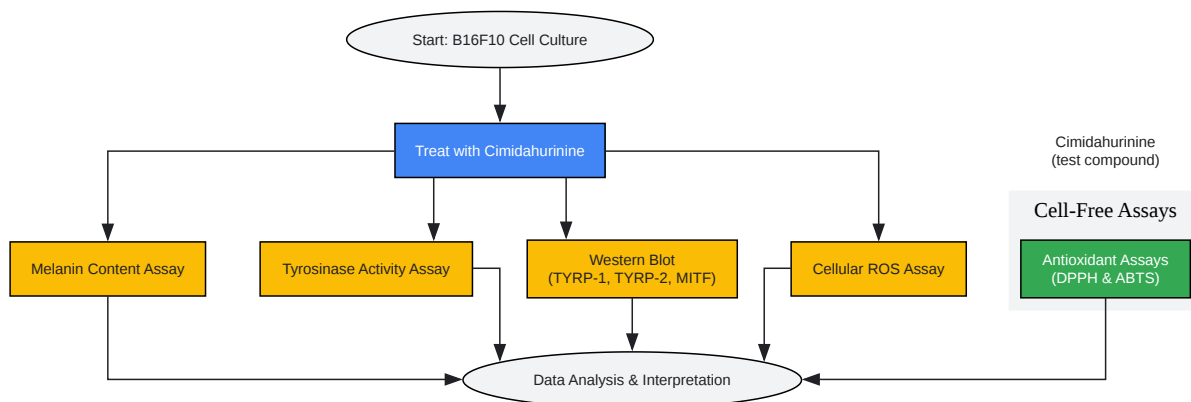 Start: B16F10 Cell Culture
Treat with Cimidahurinine
Cimidahurinine
(test compound)
Cell-Free Assays
Melanin Content Assay
Tyrosinase Activity Assay
Western Blot
(TYRP-1, TYRP-2, MITF)
Cellular ROS Assay
Antioxidant Assays
(DPPH & ABTS)
Data Analysis & Interpretation